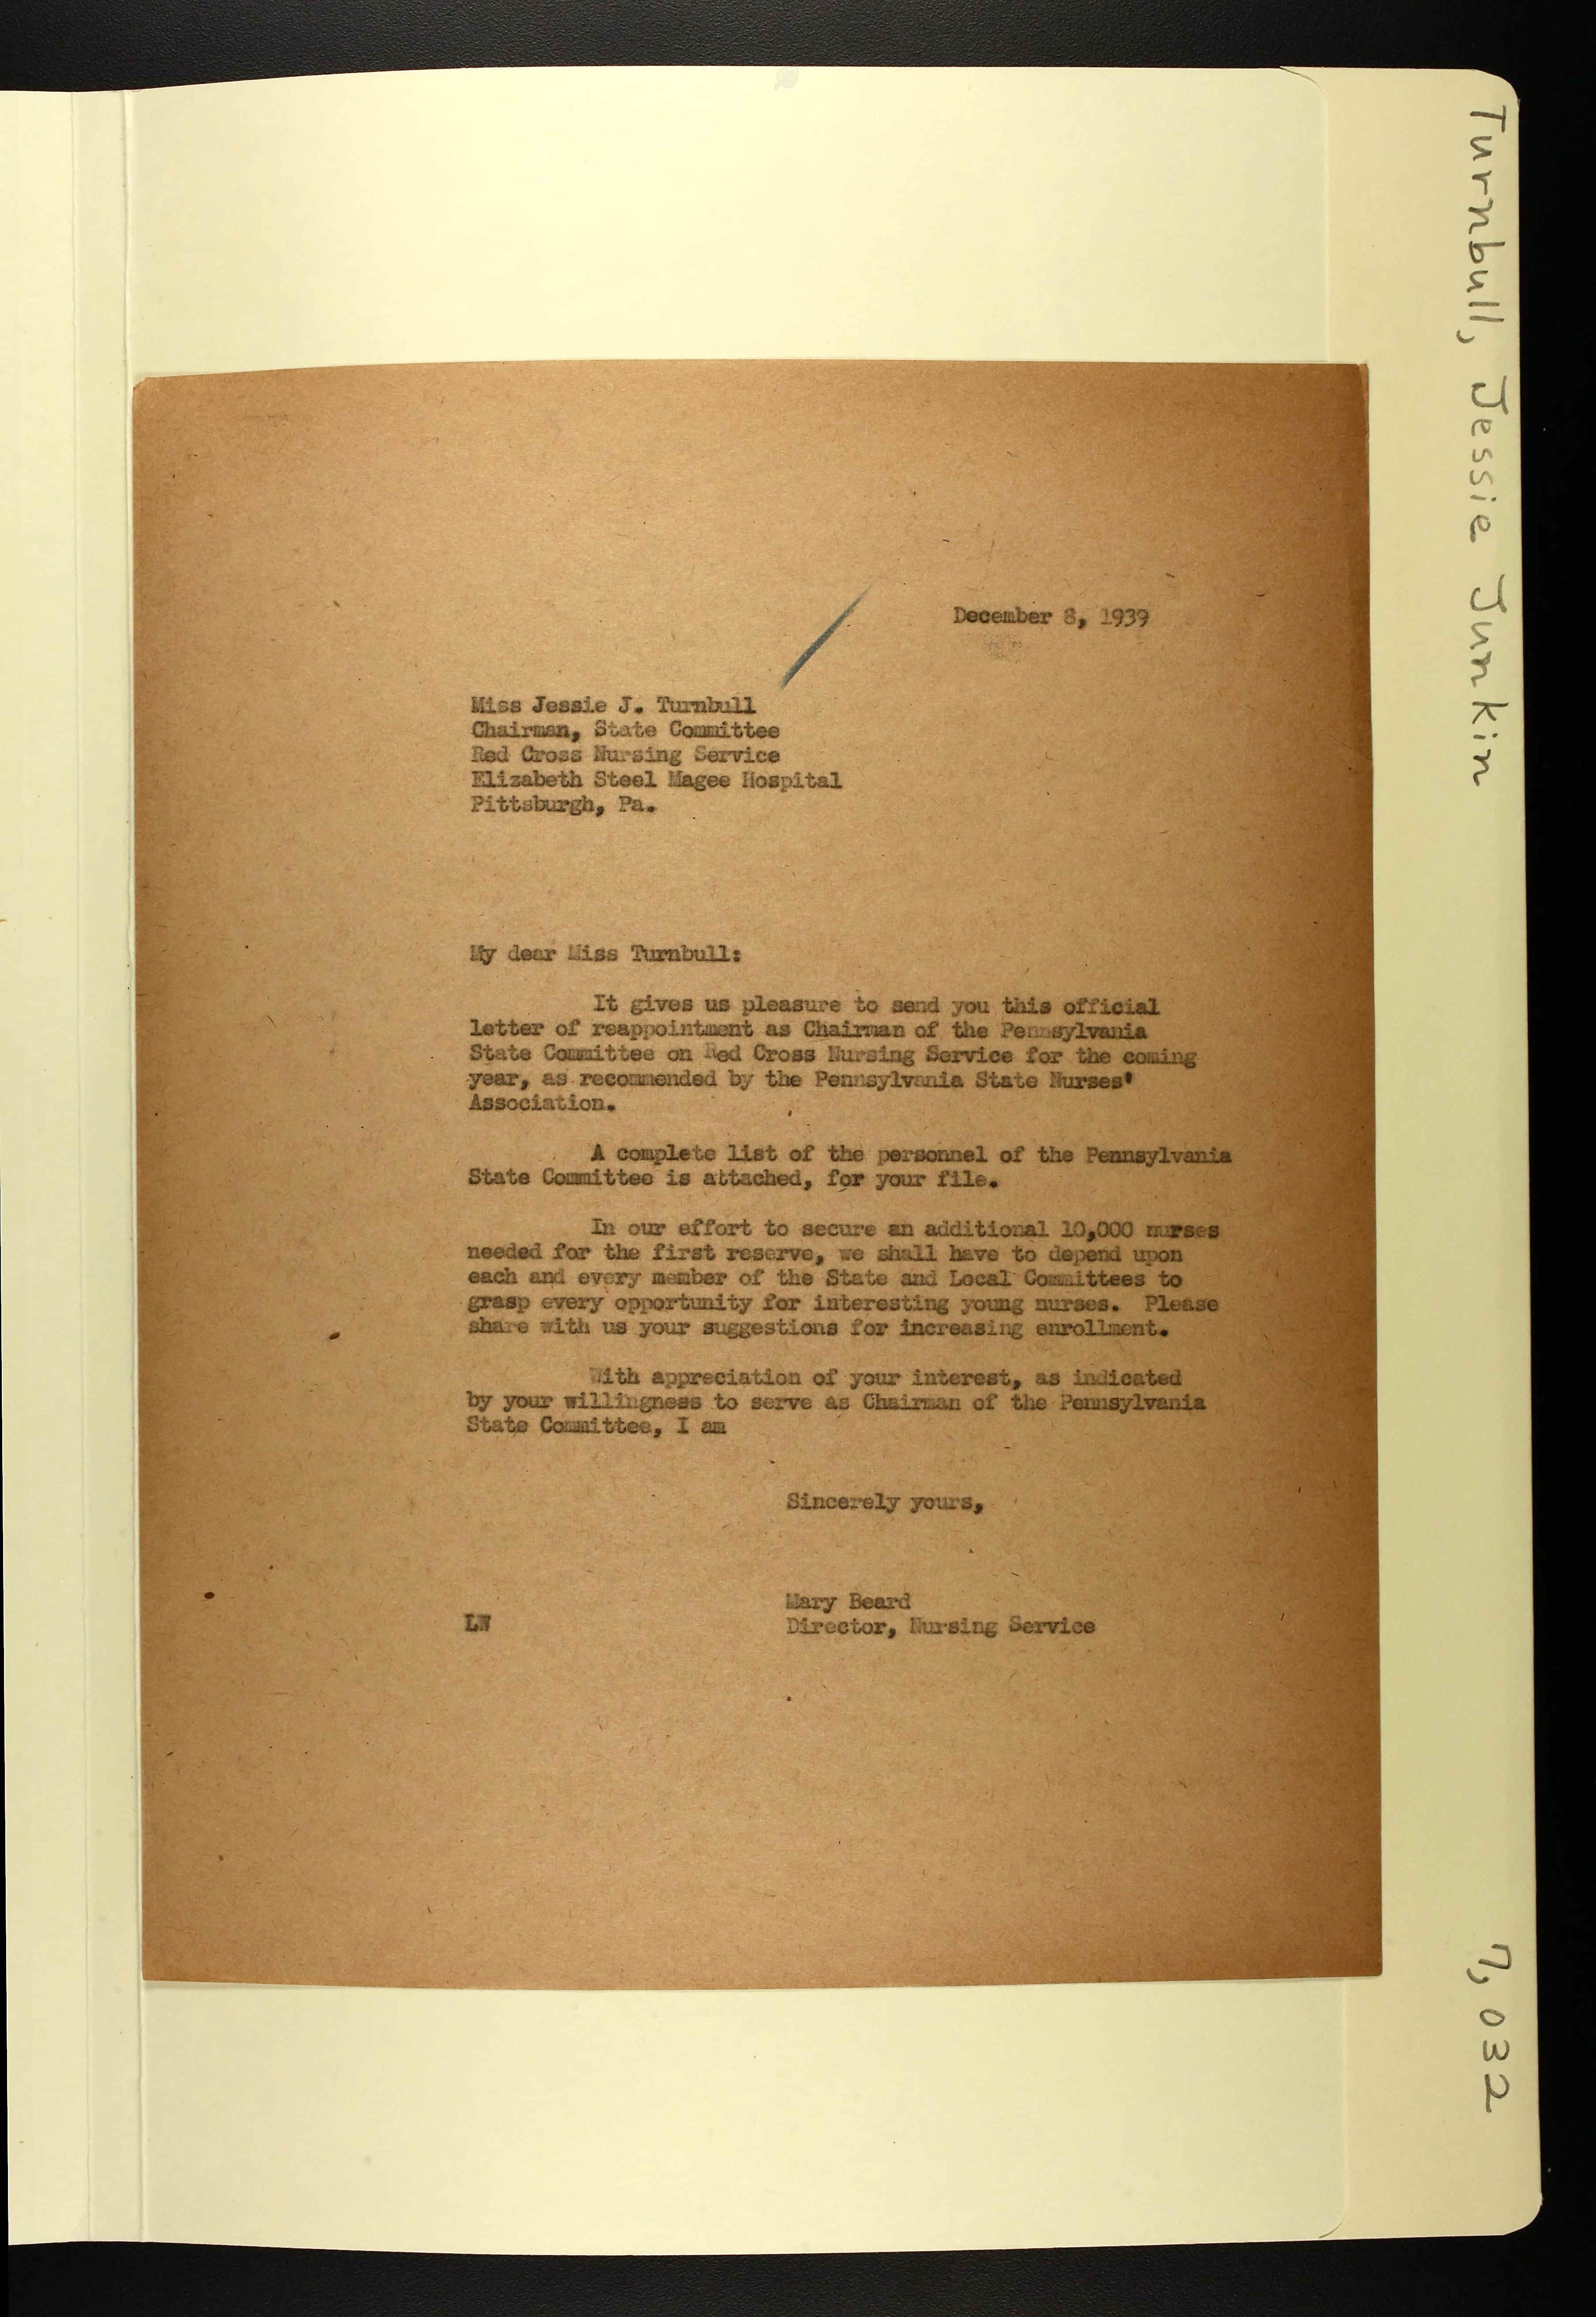 December 8, 1939
Miss Jessie J. Turnbull
Chairman, State Committee
Red Cross Nursing Service
Elizabeth Steel Magee Hospital
Pittsburgh, Pa.
My dear Miss Turnbull:
It gives us pleasure to send you this official
letter of reappointment as Chairman of the Pennsylvania
State Committee on Red Cross Nursing Service for the coming
year, as recommended by the Pennsylvania State Nurses'
Association.
A complete list of the personnel of the Pennsylvania
State Committee is attached, for your file.
In our effort to secure an additional 10,000 nurses
needed for the first reserve, we shall have to depend upon
each and every member of the State and Local Committees to
grasp every opportunity for interesting young nurses. Please
share with us your suggestions for increasing enrollment.
With appreciation of your interest, as indicated
by your willingness to serve as Chairman of the Pennsylvania
State Committee, I am
Sincerely yours,
Mary Beard
Director, Nursing Service
Turnbull, Jessie Junkin
7,032